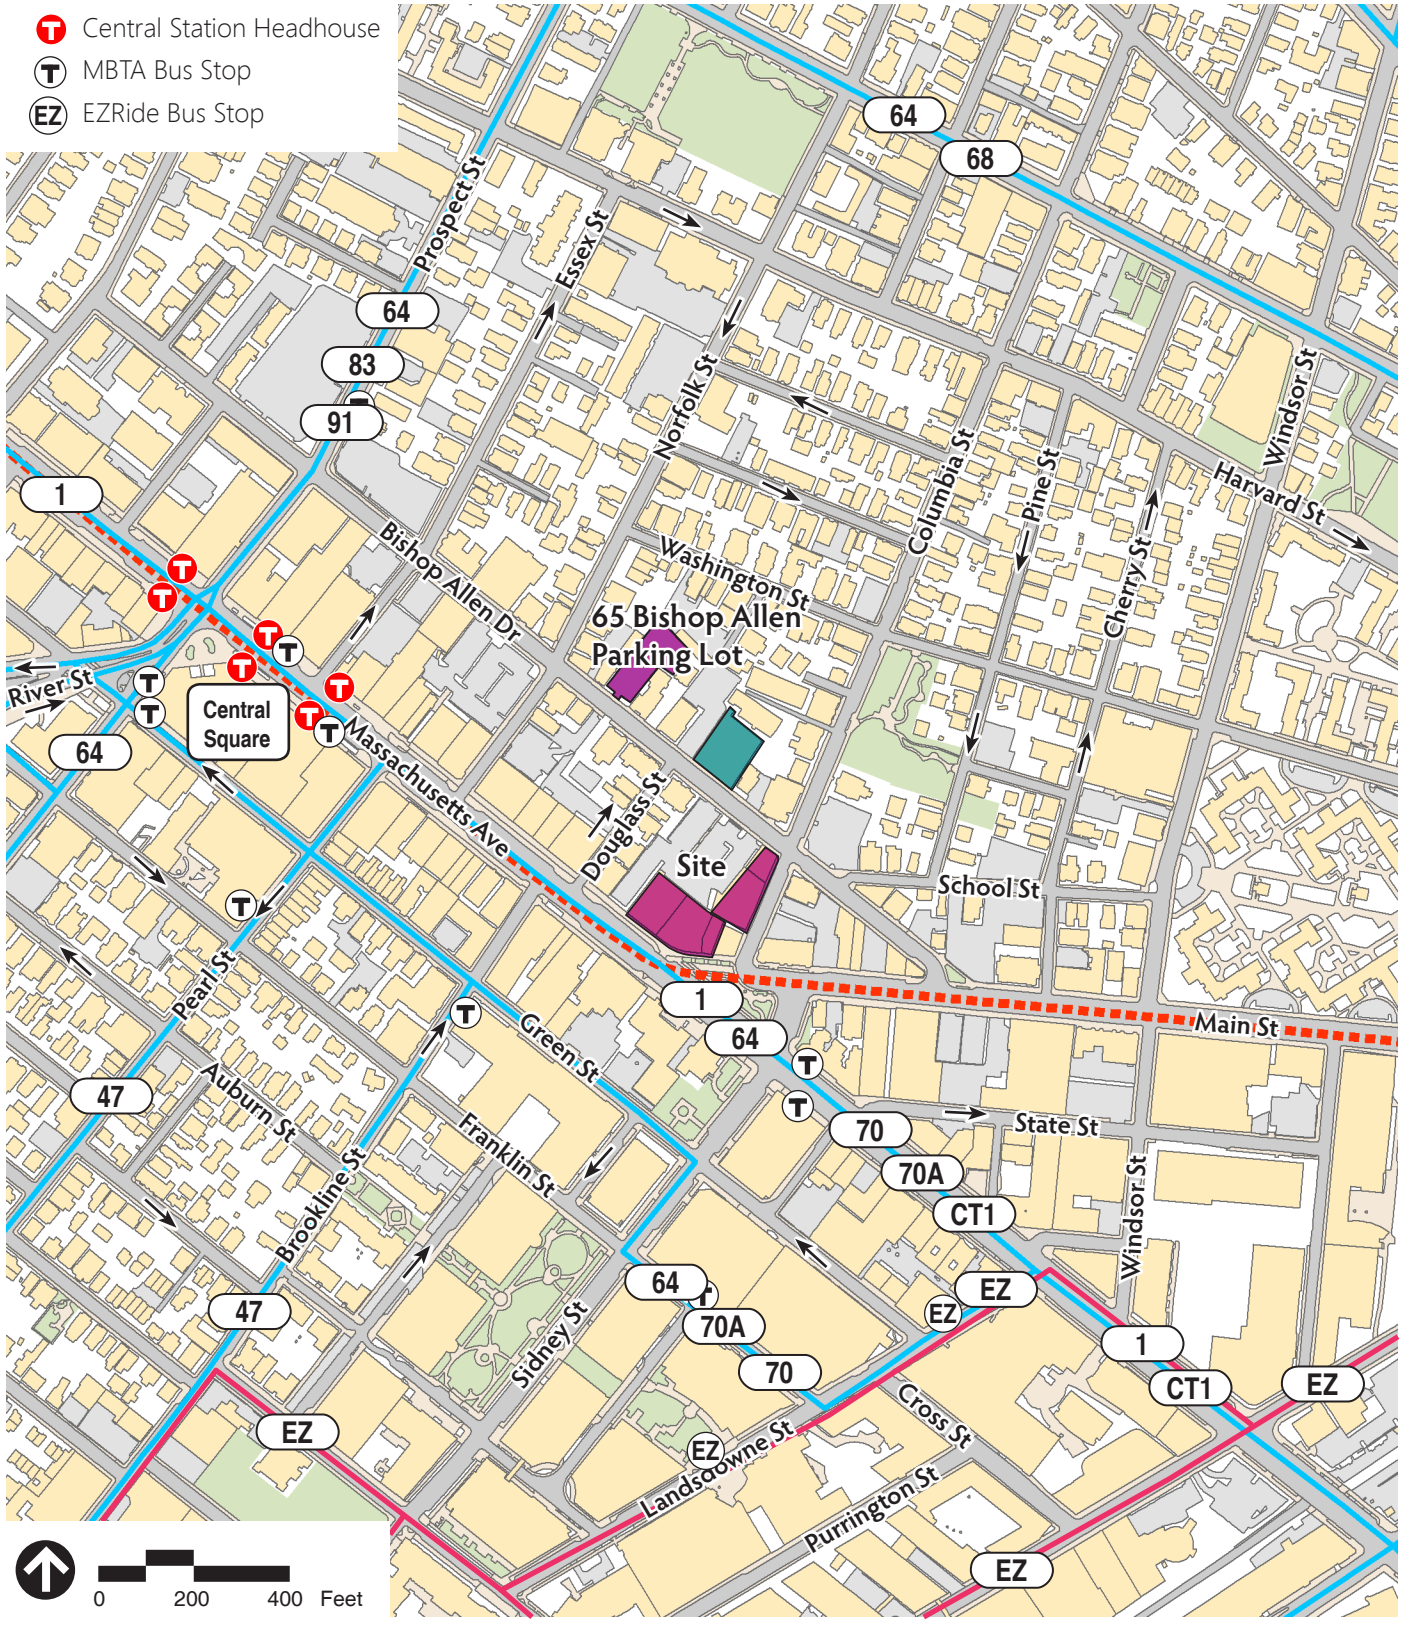 T Central Station Headhouse
T MBTA Bus Stop
EZ EZRide Bus Stop
64
68
Prospect St
Essex St
64
83
91
Norfolk St
Windsor St
1
Columbia St
Pine St
Harvard St
Cherry St
Bishop Allen Dr
Washington St
T
T
T
T
T
T
T
T
65 Bishop Allen
Parking Lot
River St
T
T
Central
Square
64
Massachusetts Ave
Douglass St
Site
School St
T
Pearl St
1
T
Green St
64
Main St
T
T
47
Auburn St
Franklin St
70
State St
70A
CT1
Windsor St
Brookline St
47
64
T
70A
70
EZ
EZ
1
CT1
EZ
Sidney St
EZ
EZ
Landsdowne St
Cross St
Purrington St
EZ
0 200 400 Feet